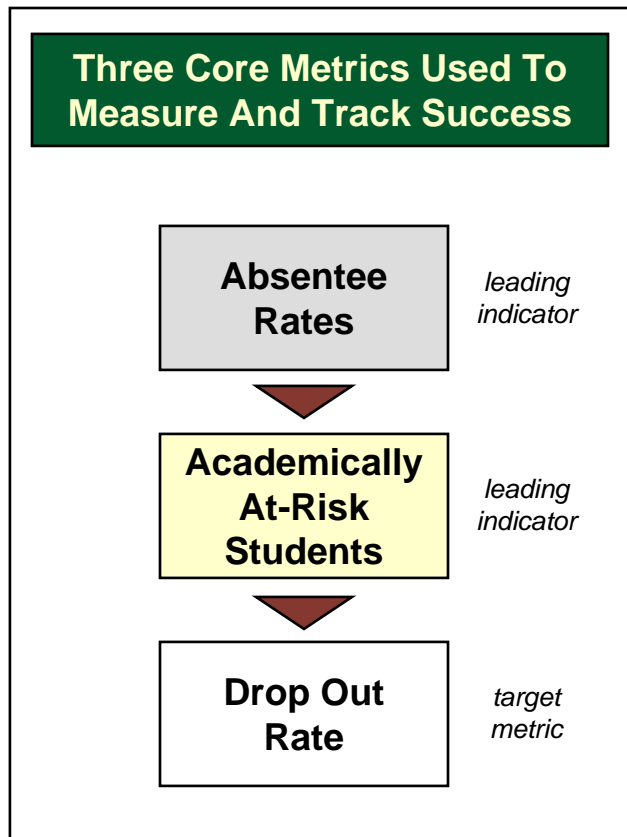 Three Core Metrics Used To
Measure And Track Success
Absentee
Rates
leading
indicator
Academically
At-Risk
Students
leading
indicator
Drop Out
Rate
target
metric